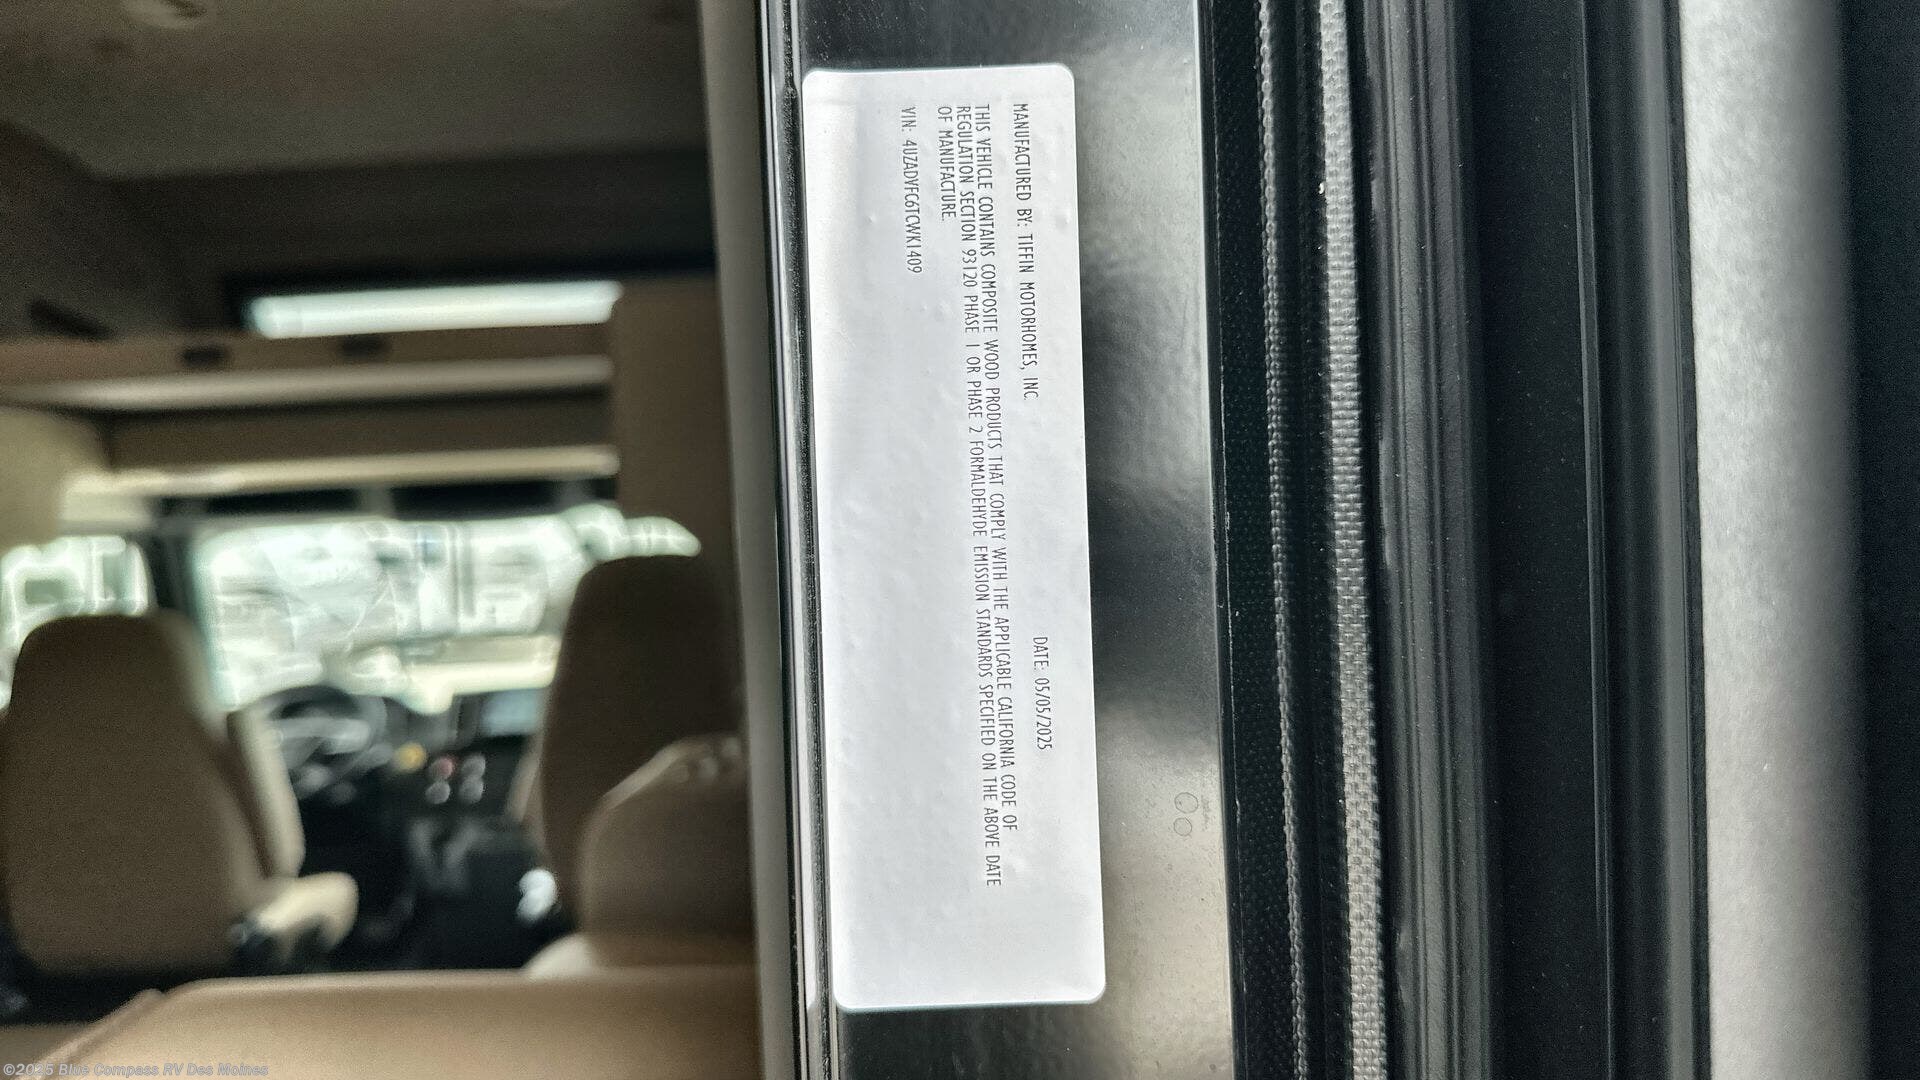 MANUFACTURED BY: TIFFIN MOTORHOMES, INC. DATE: 05/05/2025
THIS VEHICLE CONTAINS COMPOSITE WOOD PRODUCTS THAT COMPLY WITH THE APPLICABLE CALIFORNIA CODE OF
REGULATION SECTION 93120 PHASE 1 OR PHASE 2 FORMALDEHYDE EMISSION STANDARDS SPECIFIED ON THE ABOVE DATE
OF MANUFACTURE.
VIN: 4UZADYFC6TCWK1409
©2025 Blue Compass RV Des Moines